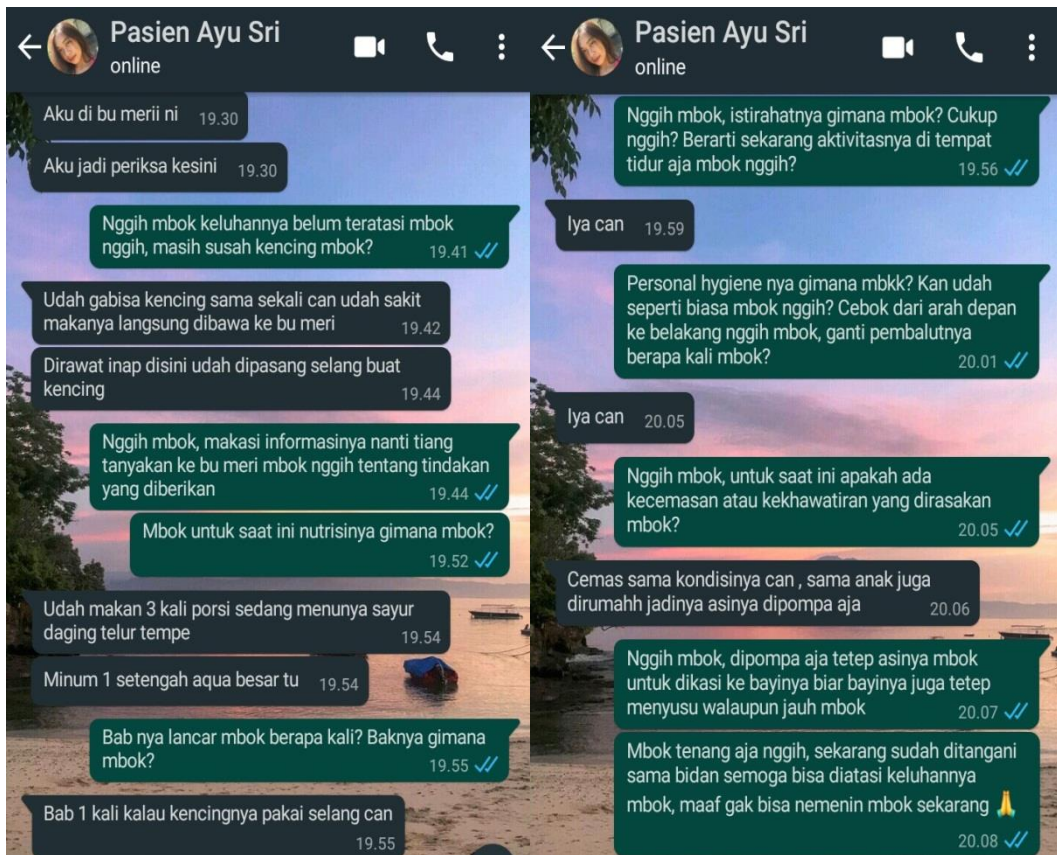 Pasien Ayu Sri
online
Aku di bu merii ni 19.30
Aku jadi periksa kesini 19.30
Nggih mbok keluhannya belum teratasi mbok
nggih, masih susah kencing mbok?
19.41
Udah gabisa kencing sama sekali can udah sakit
makanya langsung dibawa ke bu meri 19.42
Dirawat inap disini udah dipasang selang buat
kencing 19.44
Nggih mbok, makasi informasinya nanti tiang
tanyakan ke bu meri mbok nggih tentang tindakan
yang diberikan 19.44
Mbok untuk saat ini nutrisinya gimana mbok?
19.52
Udah makan 3 kali porsi sedang menunya sayur
daging telur tempe 19.54
Minum 1 setengah aqua besar tu 19.54
Bab nya lancar mbok berapa kali? Baknya gimana
mbok? 19.55
Bab 1 kali kalau kencingnya pakai selang can
19.55
Pasien Ayu Sri
online
Nggih mbok, istirahatnya gimana mbok? Cukup
nggih? Berarti sekarang aktivitasnya di tempat
tidur aja mbok nggih? 19.56
Iya can 19.59
Personal hygiene nya gimana mbkk? Kan udah
seperti biasa mbok nggih? Cebok dari arah depan
ke belakang nggih mbok, ganti pembalutnya
berapa kali mbok? 20.01
Iya can 20.05
Nggih mbok, untuk saat ini apakah ada
kecemasan atau kekhawatiran yang dirasakan
mbok? 20.05
Cemas sama kondisinya can , sama anak juga
dirumahh jadinya asinya dipompa aja 20.06
Nggih mbok, dipompa aja tetep asinya mbok
untuk dikasi ke bayinya biar bayinya juga tetep
menyusu walaupun jauh mbok 20.07
Mbok tenang aja nggih, sekarang sudah ditangani
sama bidan semoga bisa diatasi keluhannya
mbok, maaf gak bisa nemenin mbok sekarang 🙏
20.08